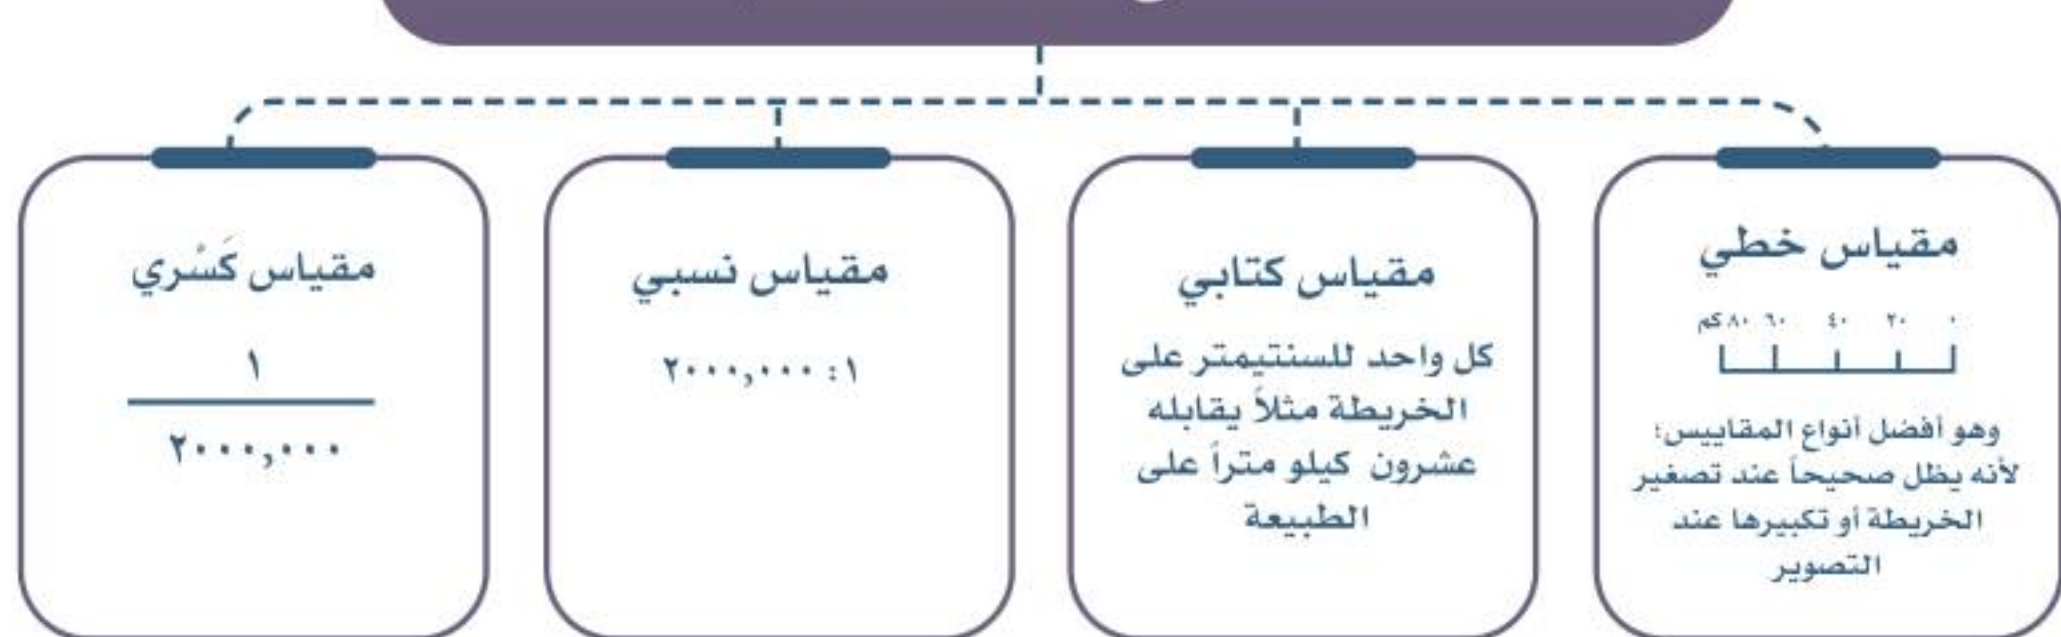 مقياس خطي
٠ ٢٠ ٤٠ ٦٠ ٨٠ كم
وهو أفضل أنواع المقاييس؛
لأنه يظل صحيحاً عند تصغير
الخريطة أو تكبيرها عند
التصوير
مقياس كتابي
كل واحد للسنتيمتر على
الخريطة مثلاً يقابله
عشرون كيلو متراً على
الطبيعة
مقياس نسبي
١: ٢٠٠٠,٠٠٠
مقياس كَسْري
١
٢٠٠٠,٠٠٠